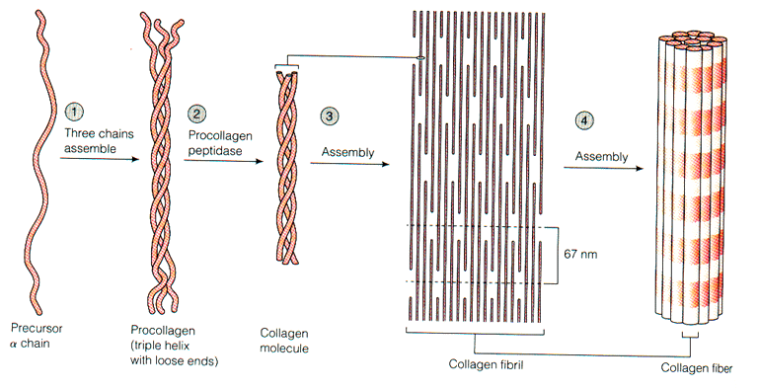 1
Three chains
assemble
2
Procollagen
peptidase
3
Assembly
4
Assembly
67 nm
Precursor
α chain
Procollagen
(triple helix
with loose ends)
Collagen
molecule
Collagen fibril
Collagen fiber